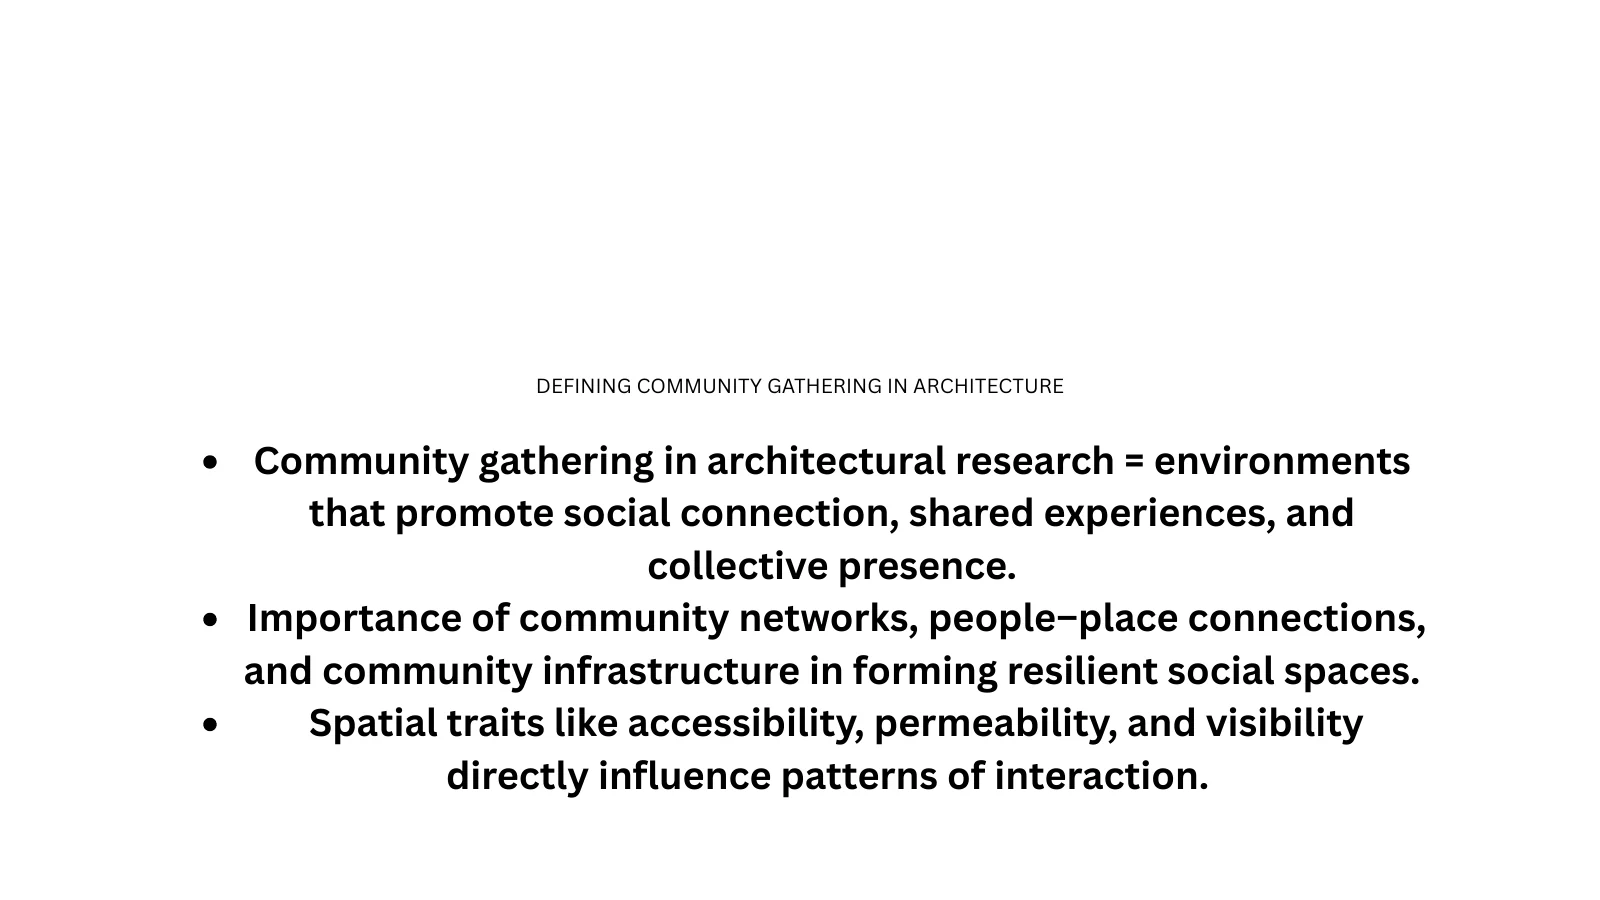 DEFINING COMMUNITY GATHERING IN ARCHITECTURE
• Community gathering in architectural research = environments
that promote social connection, shared experiences, and
collective presence.
• Importance of community networks, people–place connections,
and community infrastructure in forming resilient social spaces.
• Spatial traits like accessibility, permeability, and visibility
directly influence patterns of interaction.